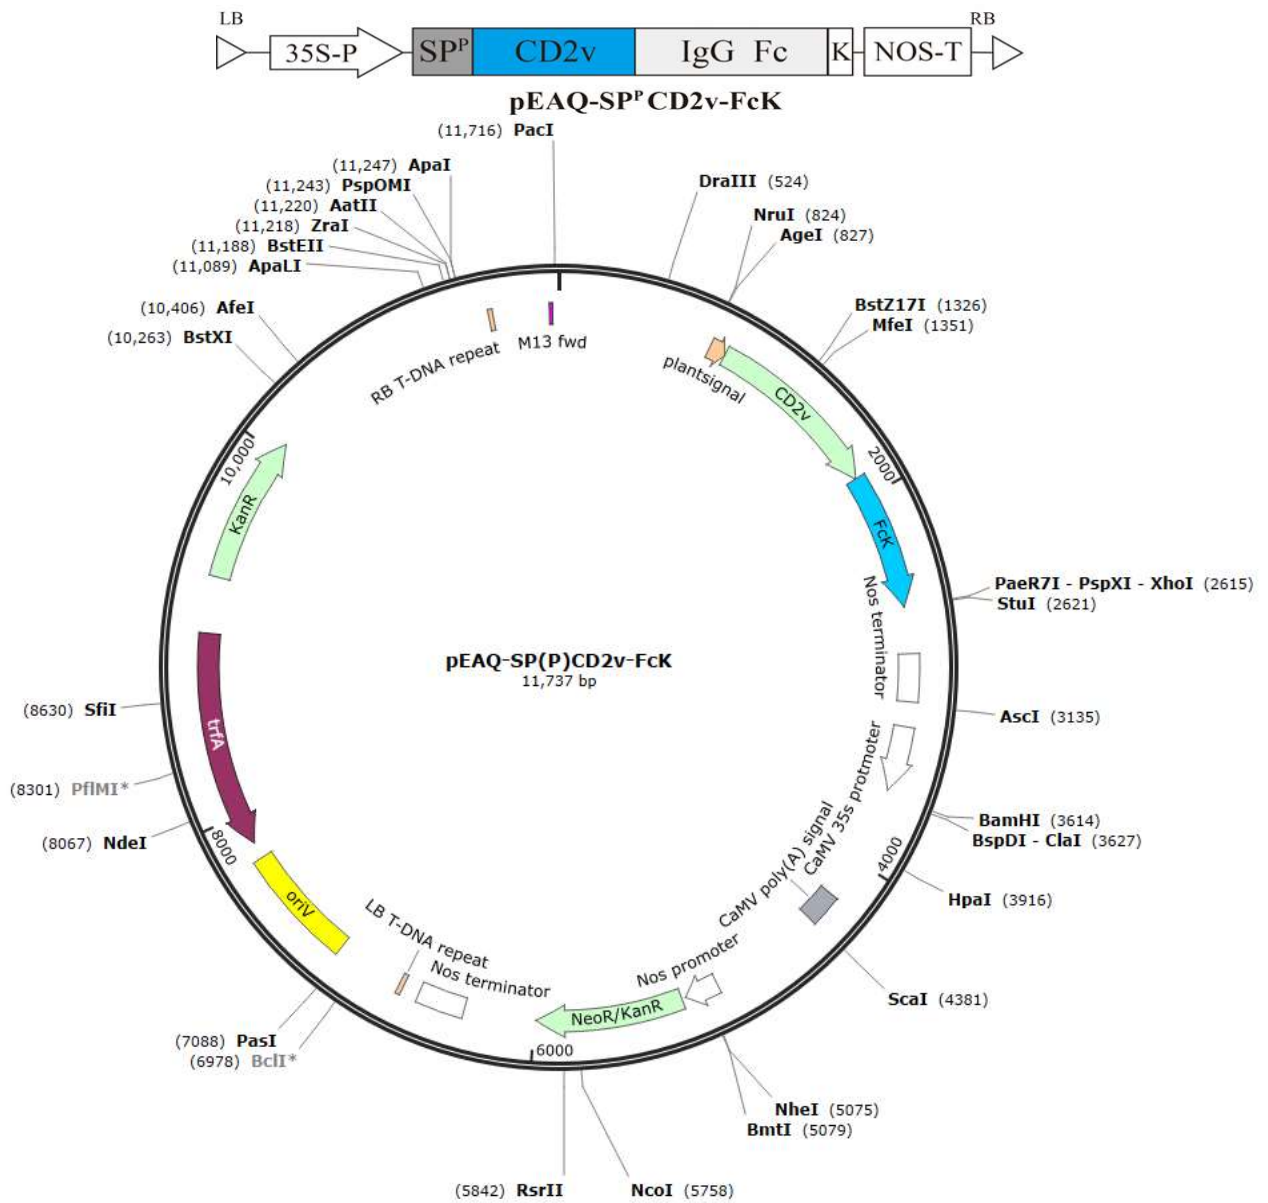 LB
RB
35S-P
SPᴾ
CD2v
IgG Fc
K
NOS-T
pEAQ-SPᴾ CD2v-FcK
(11,716) PacI
(11,247) ApaI
(11,243) PspOMI
(11,220) AatII
(11,218) ZraI
(11,188) BstEII
(11,089) ApaLI
(10,406) AfeI
(10,263) BstXI
DraIII (524)
NruI (824)
AgeI (827)
BstZ17I (1326)
MfeI (1351)
RB T-DNA repeat
M13 fwd
plantsignal
CD2v
2000
FcK
10,000
KanR
PaeR7I - PspXI - XhoI (2615)
StuI (2621)
Nos terminator
pEAQ-SP(P)CD2v-FcK
11,737 bp
AscI (3135)
(8630) SfiI
trfA
(8301) PflMI*
(8067) NdeI
8000
CaMV 35s protmoter
CaMV poly(A) signal
BamHI (3614)
BspDI - ClaI (3627)
4000
HpaI (3916)
oriV
LB T-DNA repeat
Nos terminator
Nos promoter
NeoR/KanR
ScaI (4381)
(7088) PasI
(6978) BclI*
6000
NheI (5075)
BmtI (5079)
(5842) RsrII
NcoI (5758)